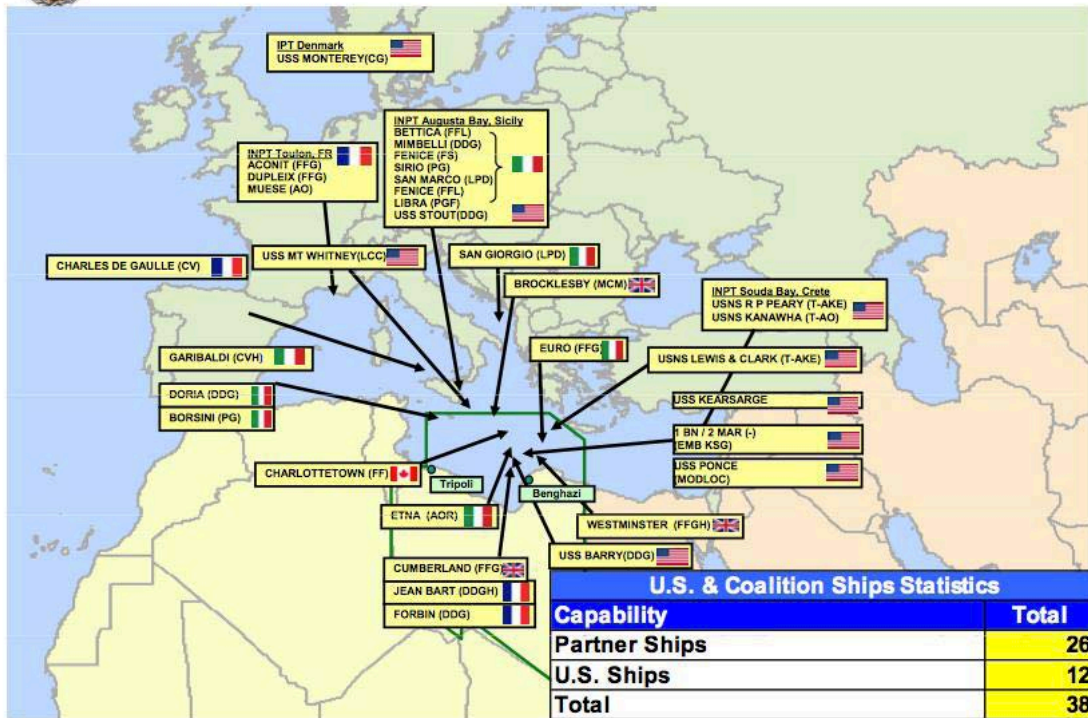 IPT Denmark
USS MONTEREY(CG)
INPT Augusta Bay, Sicily
BETTICA (FFL)
MIMBELLI (DDG)
FENICE (FS)
SIRIO (PG)
SAN MARCO (LPD)
FENICE (FFL)
LIBRA (PGF)
USS STOUT(DDG)
INPT Toulon, FR
ACONIT (FFG)
DUPLEIX (FFG)
MUESE (AO)
USS MT WHITNEY(LCC)
SAN GIORGIO (LPD)
CHARLES DE GAULLE (CV)
BROCKLESBY (MCM)
INPT Souda Bay, Crete
USNS R P PEARY (T-AKE)
USNS KANAWHA (T-AO)
GARIBALDI (CVH)
EURO (FFG)
USNS LEWIS & CLARK (T-AKE)
DORIA (DDG)
BORSINI (PG)
USS KEARSARGE
1 BN / 2 MAR (-)
(EMB KSG)
USS PONCE
(MODLOC)
CHARLOTTETOWN (FF)
Tripoli
Benghazi
ETNA (AOR)
WESTMINSTER (FFGH)
USS BARRY(DDG)
CUMBERLAND (FFG)
JEAN BART (DDGH)
FORBIN (DDG)
U.S. & Coalition Ships Statistics
Capability Total
Partner Ships 26
U.S. Ships 12
Total 38